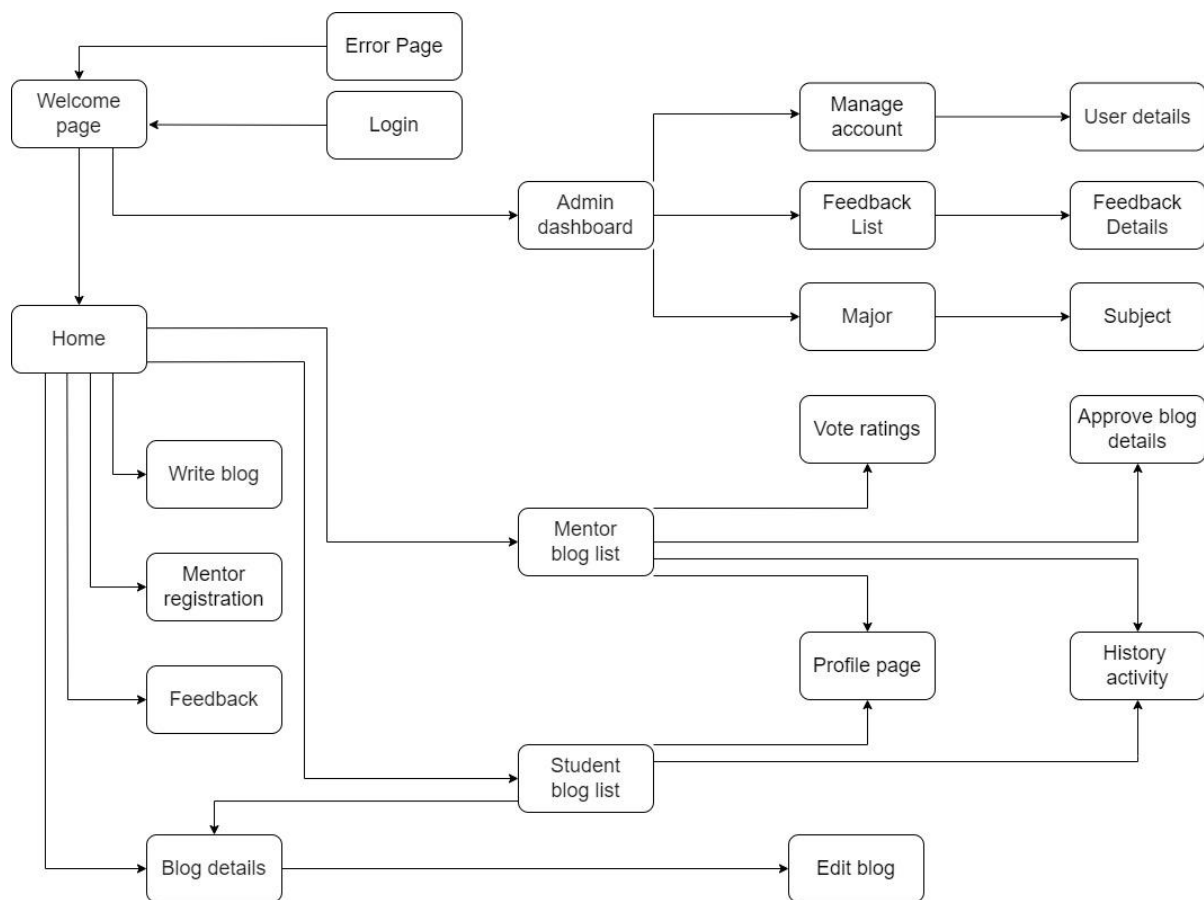 Error Page
Welcome
page
Login
Manage
account
User details
Admin
dashboard
Feedback
List
Feedback
Details
Home
Major
Subject
Vote ratings
Approve blog
details
Write blog
Mentor
blog list
Mentor
registration
Profile page
History
activity
Feedback
Student
blog list
Blog details
Edit blog